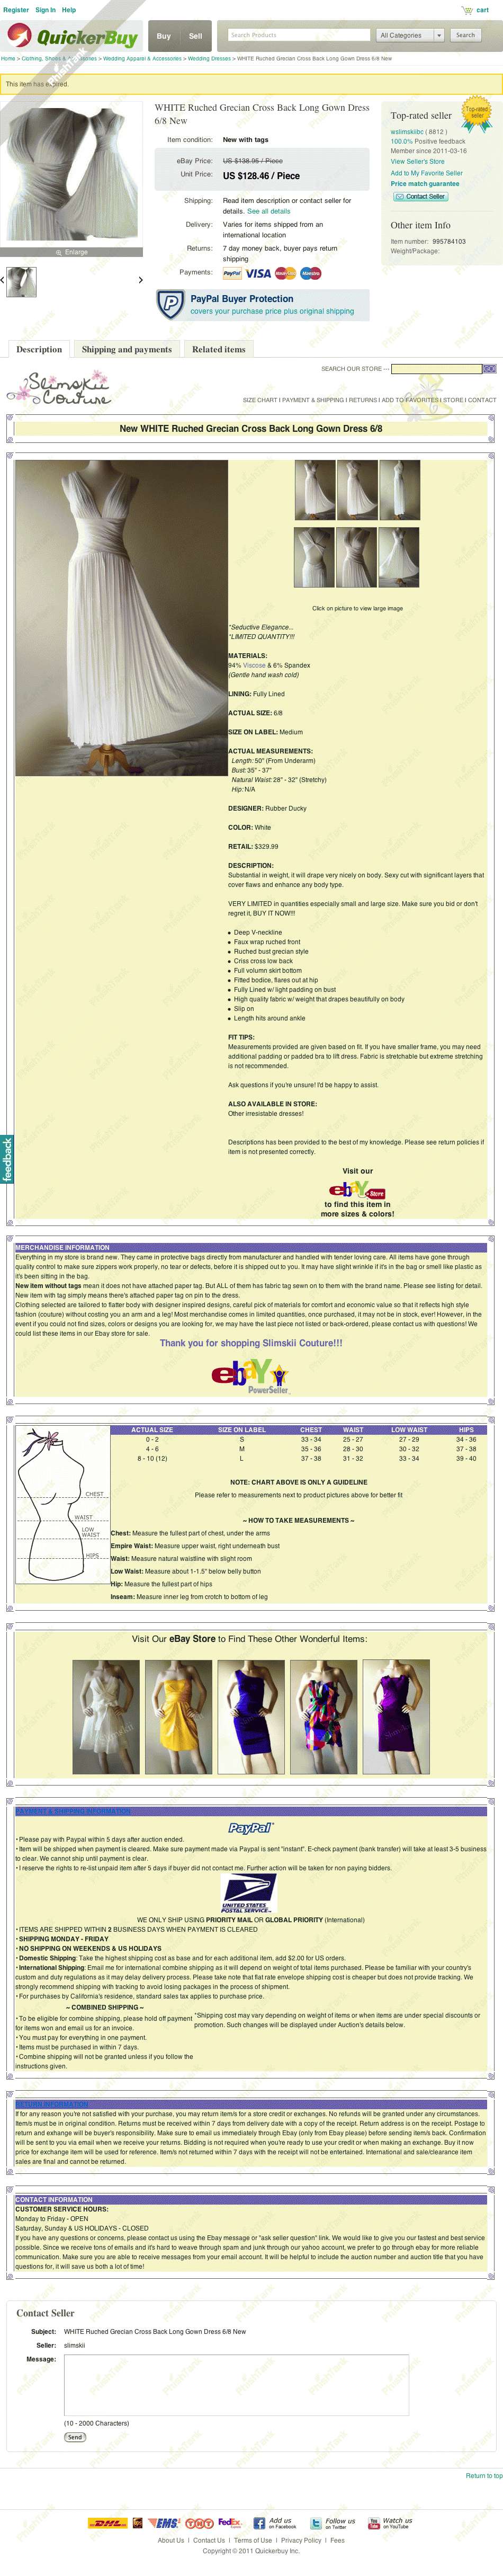 Register Sign In Help
cart
QuickerBuy
Buy Sell
Search Products
All Categories
Search
Home > Clothing, Shoes & Accessories > Wedding Apparel & Accessories > Wedding Dresses > WHITE Ruched Grecian Cross Back Long Gown Dress 6/8 New
This item has expired.
PhishTank
WHITE Ruched Grecian Cross Back Long Gown Dress
6/8 New
Item condition: New with tags
eBay Price: US $138.95 / Piece
Unit Price: US $128.46 / Piece
Shipping: Read item description or contact seller for
details. See all details
Delivery: Varies for items shipped from an
international location
Returns: 7 day money back, buyer pays return
shipping
Payments: PayPal VISA MasterCard Maestro
PayPal Buyer Protection
covers your purchase price plus original shipping
Enlarge
Top-rated seller
Top-rated
seller
wslimskiibc ( 8812 )
100.0% Positive feedback
Member since 2011-03-16
View Seller's Store
Add to My Favorite Seller
Price match guarantee
Contact Seller
Other item Info
Item number: 995784103
Weight/Package:
Description
Shipping and payments
Related items
Slimskii
Couture
SEARCH OUR STORE ---
SIZE CHART I PAYMENT & SHIPPING I RETURNS I ADD TO FAVORITES I STORE I CONTACT
New WHITE Ruched Grecian Cross Back Long Gown Dress 6/8
Click on picture to view large image
"Seductive Elegance...
*LIMITED QUANTITY!!!
MATERIALS:
94% Viscose & 6% Spandex
(Gentle hand wash cold)
LINING: Fully Lined
ACTUAL SIZE: 6/8
SIZE ON LABEL: Medium
ACTUAL MEASUREMENTS:
Length: 50" (From Underarm)
Bust: 35" - 37"
Natural Waist: 28" - 32" (Stretchy)
Hip: N/A
DESIGNER: Rubber Ducky
COLOR: White
RETAIL: $329.99
DESCRIPTION:
Substantial in weight, it will drape very nicely on body. Sexy cut with significant layers that
cover flaws and enhance any body type.
VERY LIMITED in quantities especially small and large size. Make sure you bid or don't
regret it, BUY IT NOW!!!
• Deep V-neckline
• Faux wrap ruched front
• Ruched bust grecian style
• Criss cross low back
• Full volumn skirt bottom
• Fitted bodice, flares out at hip
• Fully Lined w/ light padding on bust
• High quality fabric w/ weight that drapes beautifully on body
• Slip on
• Length hits around ankle
FIT TIPS:
Measurements provided are given based on fit. If you have smaller frame, you may need
additional padding or padded bra to lift dress. Fabric is stretchable but extreme stretching
is not recommended.
Ask questions if you're unsure! I'd be happy to assist.
ALSO AVAILABLE IN STORE:
Other irresistable dresses!
Descriptions has been provided to the best of my knowledge. Please see return policies if
item is not presented correctly.
feedback
Visit our
ebay Store
to find this item in
more sizes & colors!
MERCHANDISE INFORMATION
Everything in my store is brand new. They came in protective bags directly from manufacturer and handled with tender loving care. All items have gone through
quality control to make sure zippers work properly, no tear or defects, before it is shipped out to you. It may have slight wrinkle if it's in the bag or smell like plastic as
it's been sitting in the bag.
New item without tags mean it does not have attached paper tag. But ALL of them has fabric tag sewn on to them with the brand name. Please see listing for detail.
New item with tag simply means there's attached paper tag on pin to the dress.
Clothing selected are tailored to flatter body with designer inspired designs, careful pick of materials for comfort and economic value so that it reflects high style
fashion (couture) without costing you an arm and a leg! Most merchandise comes in limited quantities, once purchased, it may not be in stock, ever! However, in the
event if you could not find sizes, colors or designs you are looking for, we may have the last piece not listed or back-ordered, please contact us with questions! We
could list these items in our Ebay store for sale.
Thank you for shopping Slimskii Couture!!!
ebay
PowerSeller
ACTUAL SIZE SIZE ON LABEL CHEST WAIST LOW WAIST HIPS
0 - 2 S 33 - 34 25 - 27 27 - 29 34 - 36
4 - 6 M 35 - 36 28 - 30 30 - 32 37 - 38
8 - 10 (12) L 37 - 38 31 - 32 33 - 34 39 - 40
CHEST
WAIST
LOW
WAIST
HIPS
NOTE: CHART ABOVE IS ONLY A GUIDELINE
Please refer to measurements next to product pictures above for better fit
~ HOW TO TAKE MEASUREMENTS ~
Chest: Measure the fullest part of chest, under the arms
Empire Waist: Measure upper waist, right underneath bust
Waist: Measure natural waistline with slight room
Low Waist: Measure about 1-1.5" below belly button
Hip: Measure the fullest part of hips
Inseam: Measure inner leg from crotch to bottom of leg
Visit Our eBay Store to Find These Other Wonderful Items:
PAYMENT & SHIPPING INFORMATION
PayPal
• Please pay with Paypal within 5 days after auction ended.
• Item will be shipped when payment is cleared. Make sure payment made via Paypal is sent "instant". E-check payment (bank transfer) will take at least 3-5 business
to clear. We cannot ship until payment is clear.
• I reserve the rights to re-list unpaid item after 5 days if buyer did not contact me. Further action will be taken for non paying bidders.
UNITED STATES
POSTAL SERVICE
WE ONLY SHIP USING PRIORITY MAIL OR GLOBAL PRIORITY (International)
• ITEMS ARE SHIPPED WITHIN 2 BUSINESS DAYS WHEN PAYMENT IS CLEARED
• SHIPPING MONDAY - FRIDAY
• NO SHIPPING ON WEEKENDS & US HOLIDAYS
• Domestic Shipping: Take the highest shipping cost as base and for each additional item, add $2.00 for US orders.
• International Shipping: Email me for international combine shipping as it will depend on weight of total items purchased. Please be familiar with your country's
custom and duty regulations as it may delay delivery process. Please take note that flat rate envelope shipping cost is cheaper but does not provide tracking. We
strongly recommend shipping with tracking to avoid losing packages in the process of shipment.
• For purchases by California's residence, standard sales tax applies to purchase price.
~ COMBINED SHIPPING ~
• To be eligible for combine shipping, please hold off payment
for items won and email us for an invoice.
• You must pay for everything in one payment.
• Items must be purchased in within 7 days.
• Combine shipping will not be granted unless if you follow the
instructions given.
*Shipping cost may vary depending on weight of items or when items are under special discounts or
promotion. Such changes will be displayed under Auction's details below.
RETURN INFORMATION
If for any reason you're not satisfied with your purchase, you may return item/s for a store credit or exchanges. No refunds will be granted under any circumstances.
Item/s must be in original condition. Returns must be received within 7 days from delivery date with a copy of the receipt. Return address is on the receipt. Postage to
return and exhange will be buyer's responsibility. Make sure to email us immediately through Ebay (only from Ebay please) before sending item/s back. Confirmation
will be sent to you via email when we receive your returns. Bidding is not required when you're ready to use your credit or when making an exchange. Buy it now
price for exchange item will be used for reference. Item/s not returned within 7 days with the receipt will not be entertained. International and sale/clearance item
sales are final and cannot be returned.
CONTACT INFORMATION
CUSTOMER SERVICE HOURS:
Monday to Friday - OPEN
Saturday, Sunday & US HOLIDAYS - CLOSED
If you have any questions or concerns, please contact us using the Ebay message or "ask seller question" link. We would like to give you our fastest and best service
possible. Since we receive tons of emails and it's hard to weave through spam and junk through our yahoo account, we prefer to go through ebay for more reliable
communication. Make sure you are able to receive messages from your email account. It will be helpful to include the auction number and auction title that you have
questions for, it will save us both a lot of time!
Contact Seller
Subject: WHITE Ruched Grecian Cross Back Long Gown Dress 6/8 New
Seller: slimskii
Message:
(10 - 2000 Characters)
Send
Return to top
DHL EMS TNT FedEx Add us on Facebook Follow us on Twitter Watch us on YouTube
About Us | Contact Us | Terms of Use | Privacy Policy | Fees
Copyright © 2011 Quickerbuy Inc.